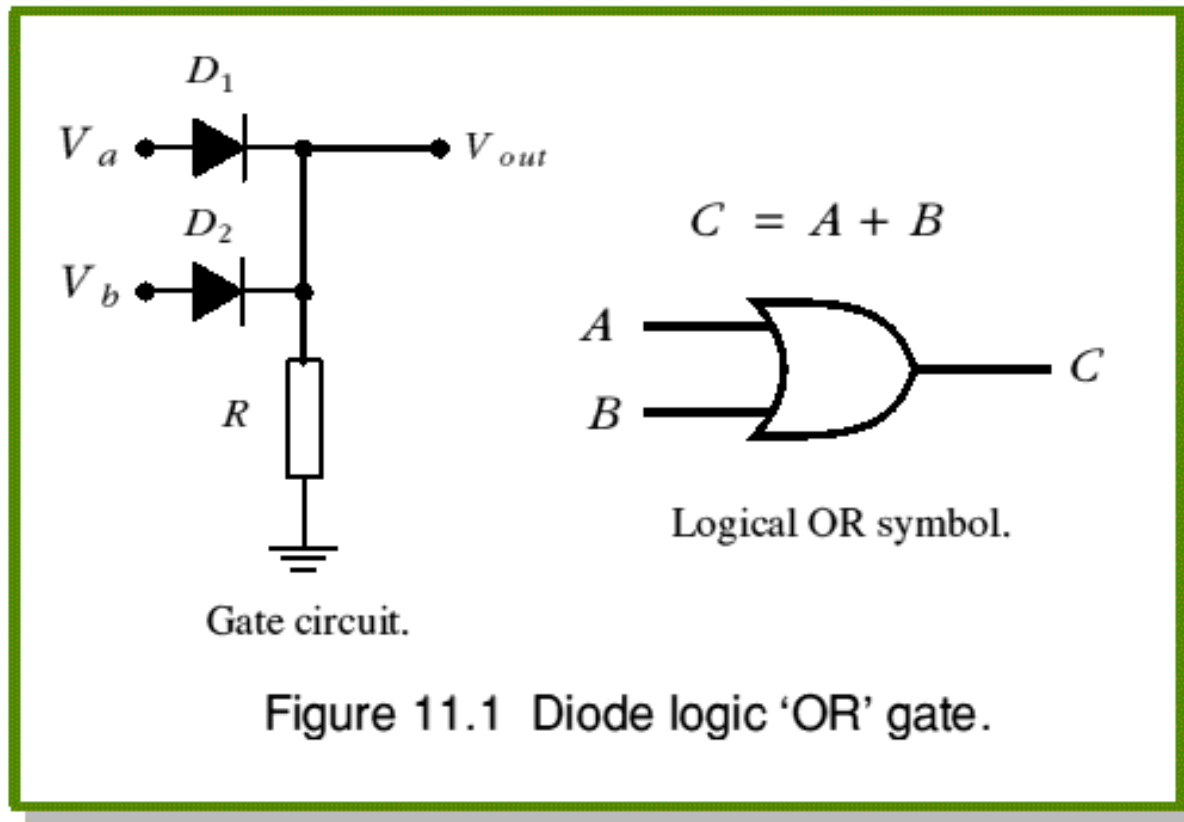 D1
Va
Vout
D2
Vb
R
Gate circuit.
C = A + B
A
B
C
Logical OR symbol.
Figure 11.1 Diode logic ‘OR’ gate.